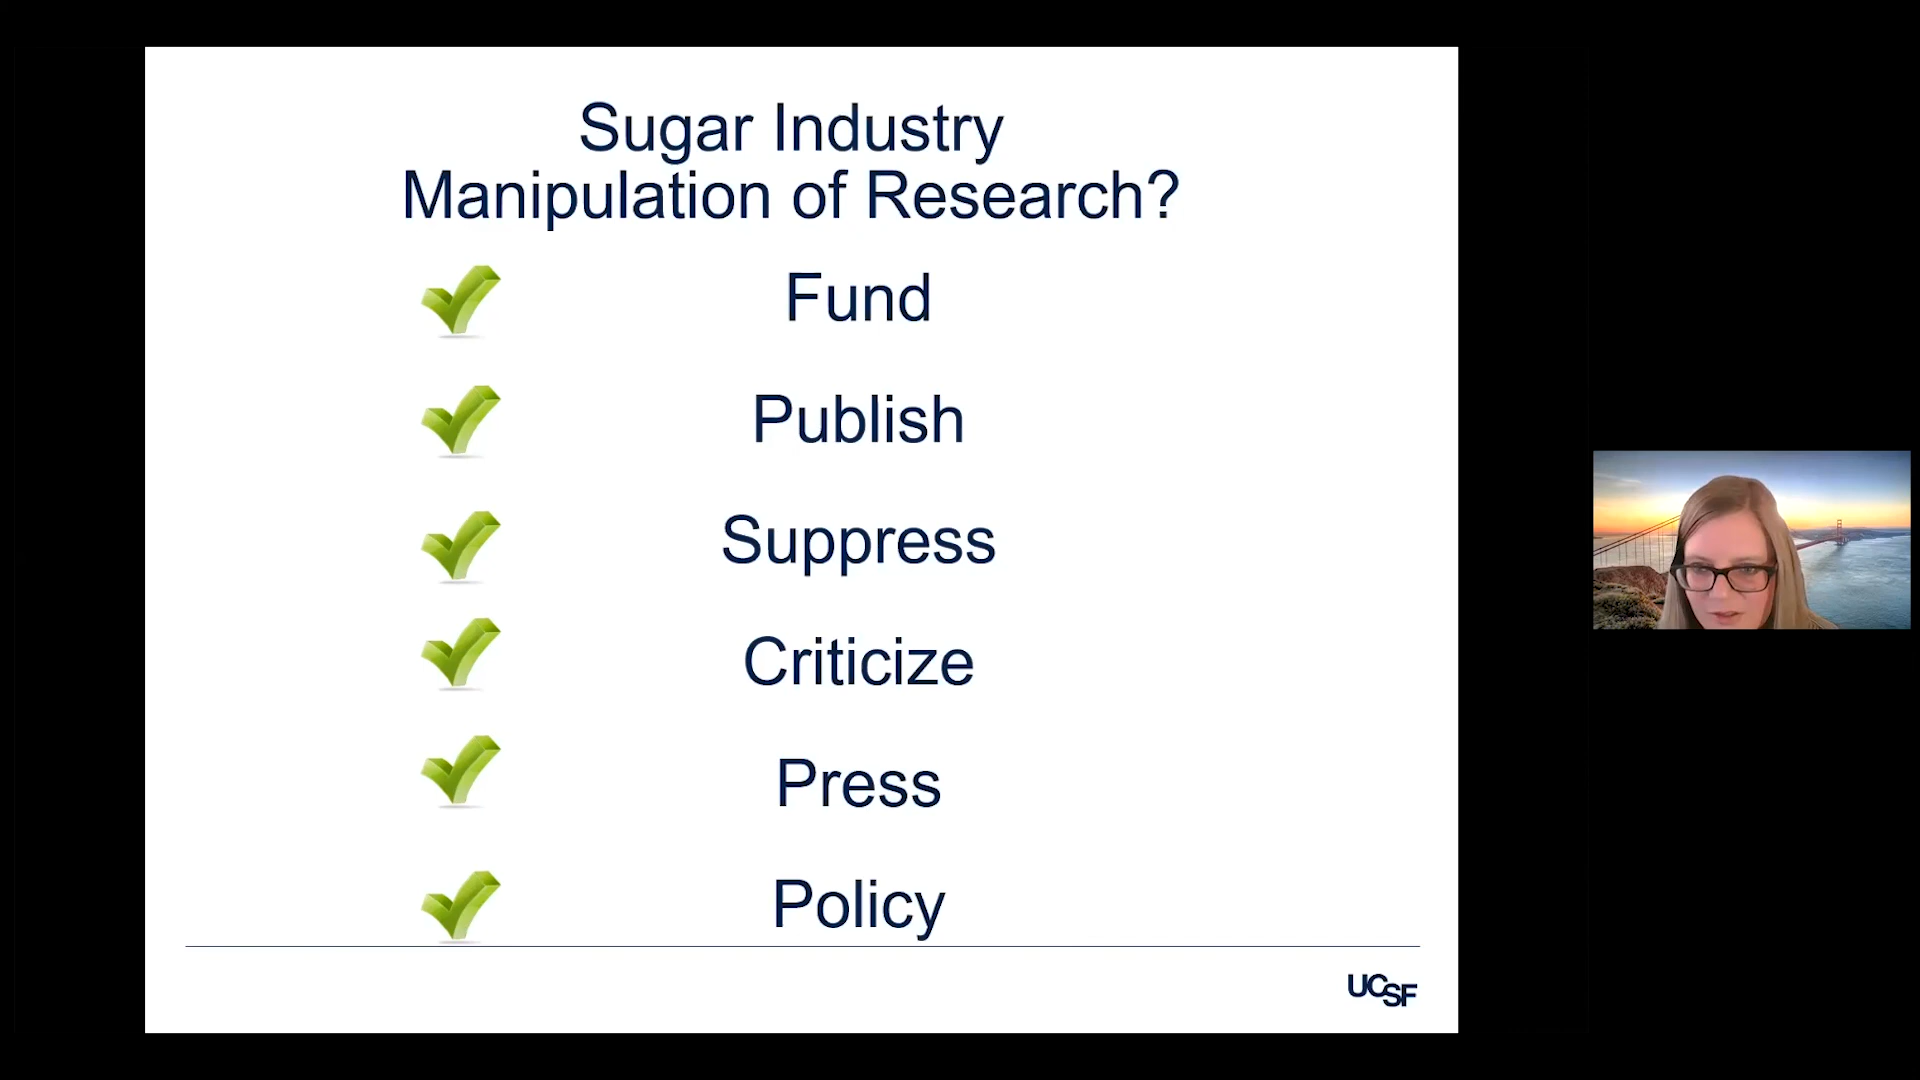 Sugar Industry
Manipulation of Research?
Fund
Publish
Suppress
Criticize
Press
Policy
UCSF